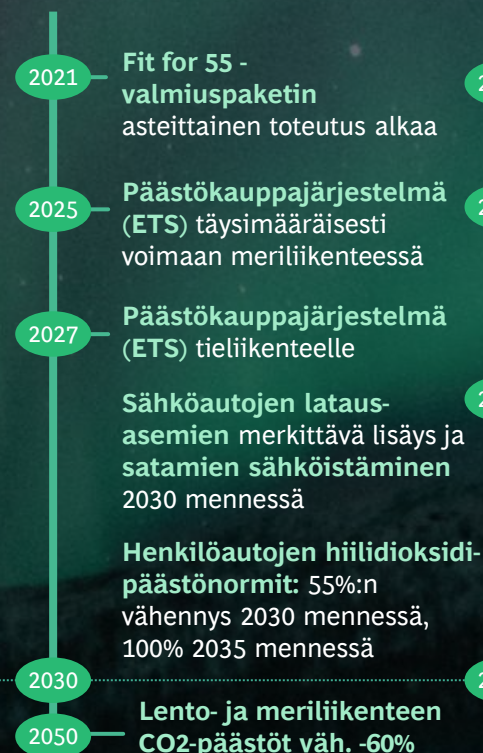 2021
Fit for 55 -
valmiuspaketin
asteittainen toteutus alkaa
2025
Päästökauppajärjestelmä
(ETS) täysimääräisesti
voimaan meriliikenteessä
2027
Päästökauppajärjestelmä
(ETS) tieliikenteelle
Sähköautojen lataus-
asemien merkittävä lisäys ja
satamien sähköistäminen
2030 mennessä
Henkilöautojen hiilidioksidi-
päästönormit: 55%:n
vähennys 2030 mennessä,
100% 2035 mennessä
2030
2050
Lento- ja meriliikenteen
CO2-päästöt väh. -60%